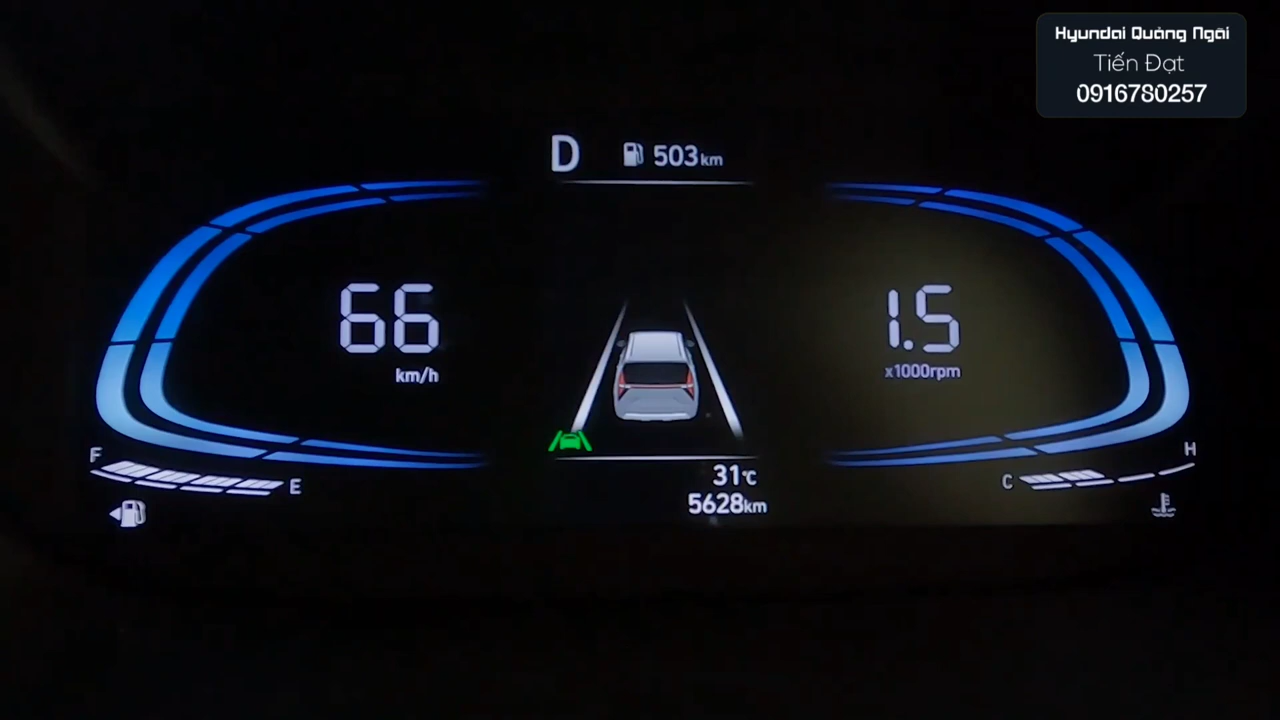 Hyundai Quảng Ngãi
Tiến Đạt
0916780257
D 503km
66
km/h
1.5
x1000rpm
F
E
C
H
31°C
5628km